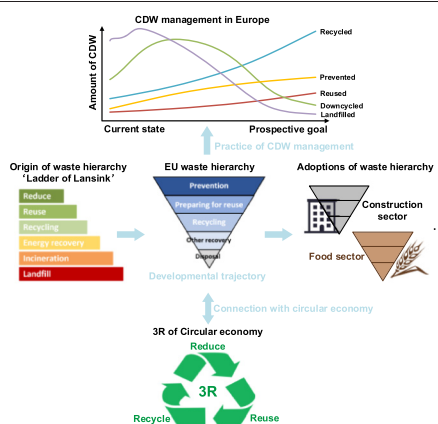 CDW management in Europe
Amount of CDW
Recycled
Prevented
Reused
Downcycled
Landfilled
Current state
Prospective goal
Practice of CDW management
Origin of waste hierarchy
‘Ladder of Lansink’
EU waste hierarchy
Adoptions of waste hierarchy
Reduce
Reuse
Recycling
Energy recovery
Incineration
Landfill
Prevention
Preparing for reuse
Recycling
Other recovery
Disposal
Construction
sector
Food sector
Developmental trajectory
Connection with circular economy
3R of Circular economy
Reduce
3R
Recycle
Reuse